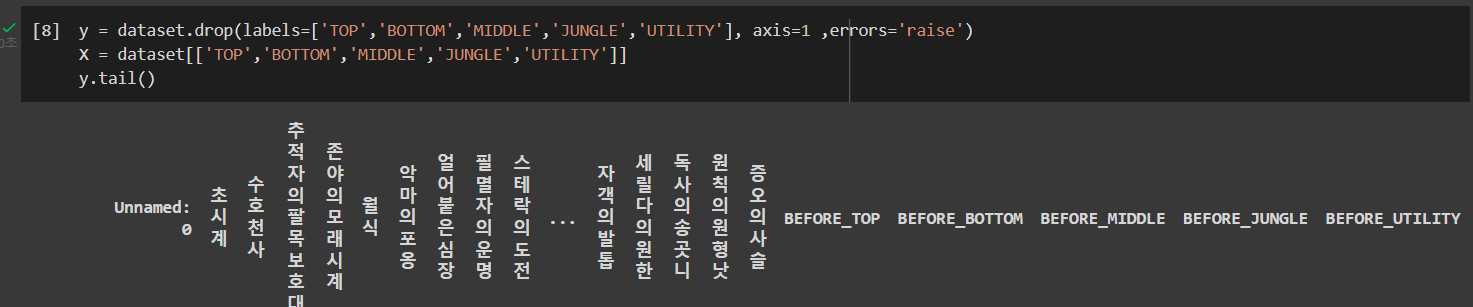 [8] y = dataset.drop(labels=['TOP','BOTTOM','MIDDLE','JUNGLE','UTILITY'], axis=1 ,errors='raise')
X = dataset[['TOP','BOTTOM','MIDDLE','JUNGLE','UTILITY']]
y.tail()
Unnamed: 0
초시계
수호천사
추적자의팔목보호대
존야의모래시계
월식
악마의포옹
얼어붙은심장
필멸자의운명
스테락의도전
...
자객의발톱
세릴다의원한
독사의송곳니
원칙의원형낫
증오의사슬
BEFORE_TOP
BEFORE_BOTTOM
BEFORE_MIDDLE
BEFORE_JUNGLE
BEFORE_UTILITY